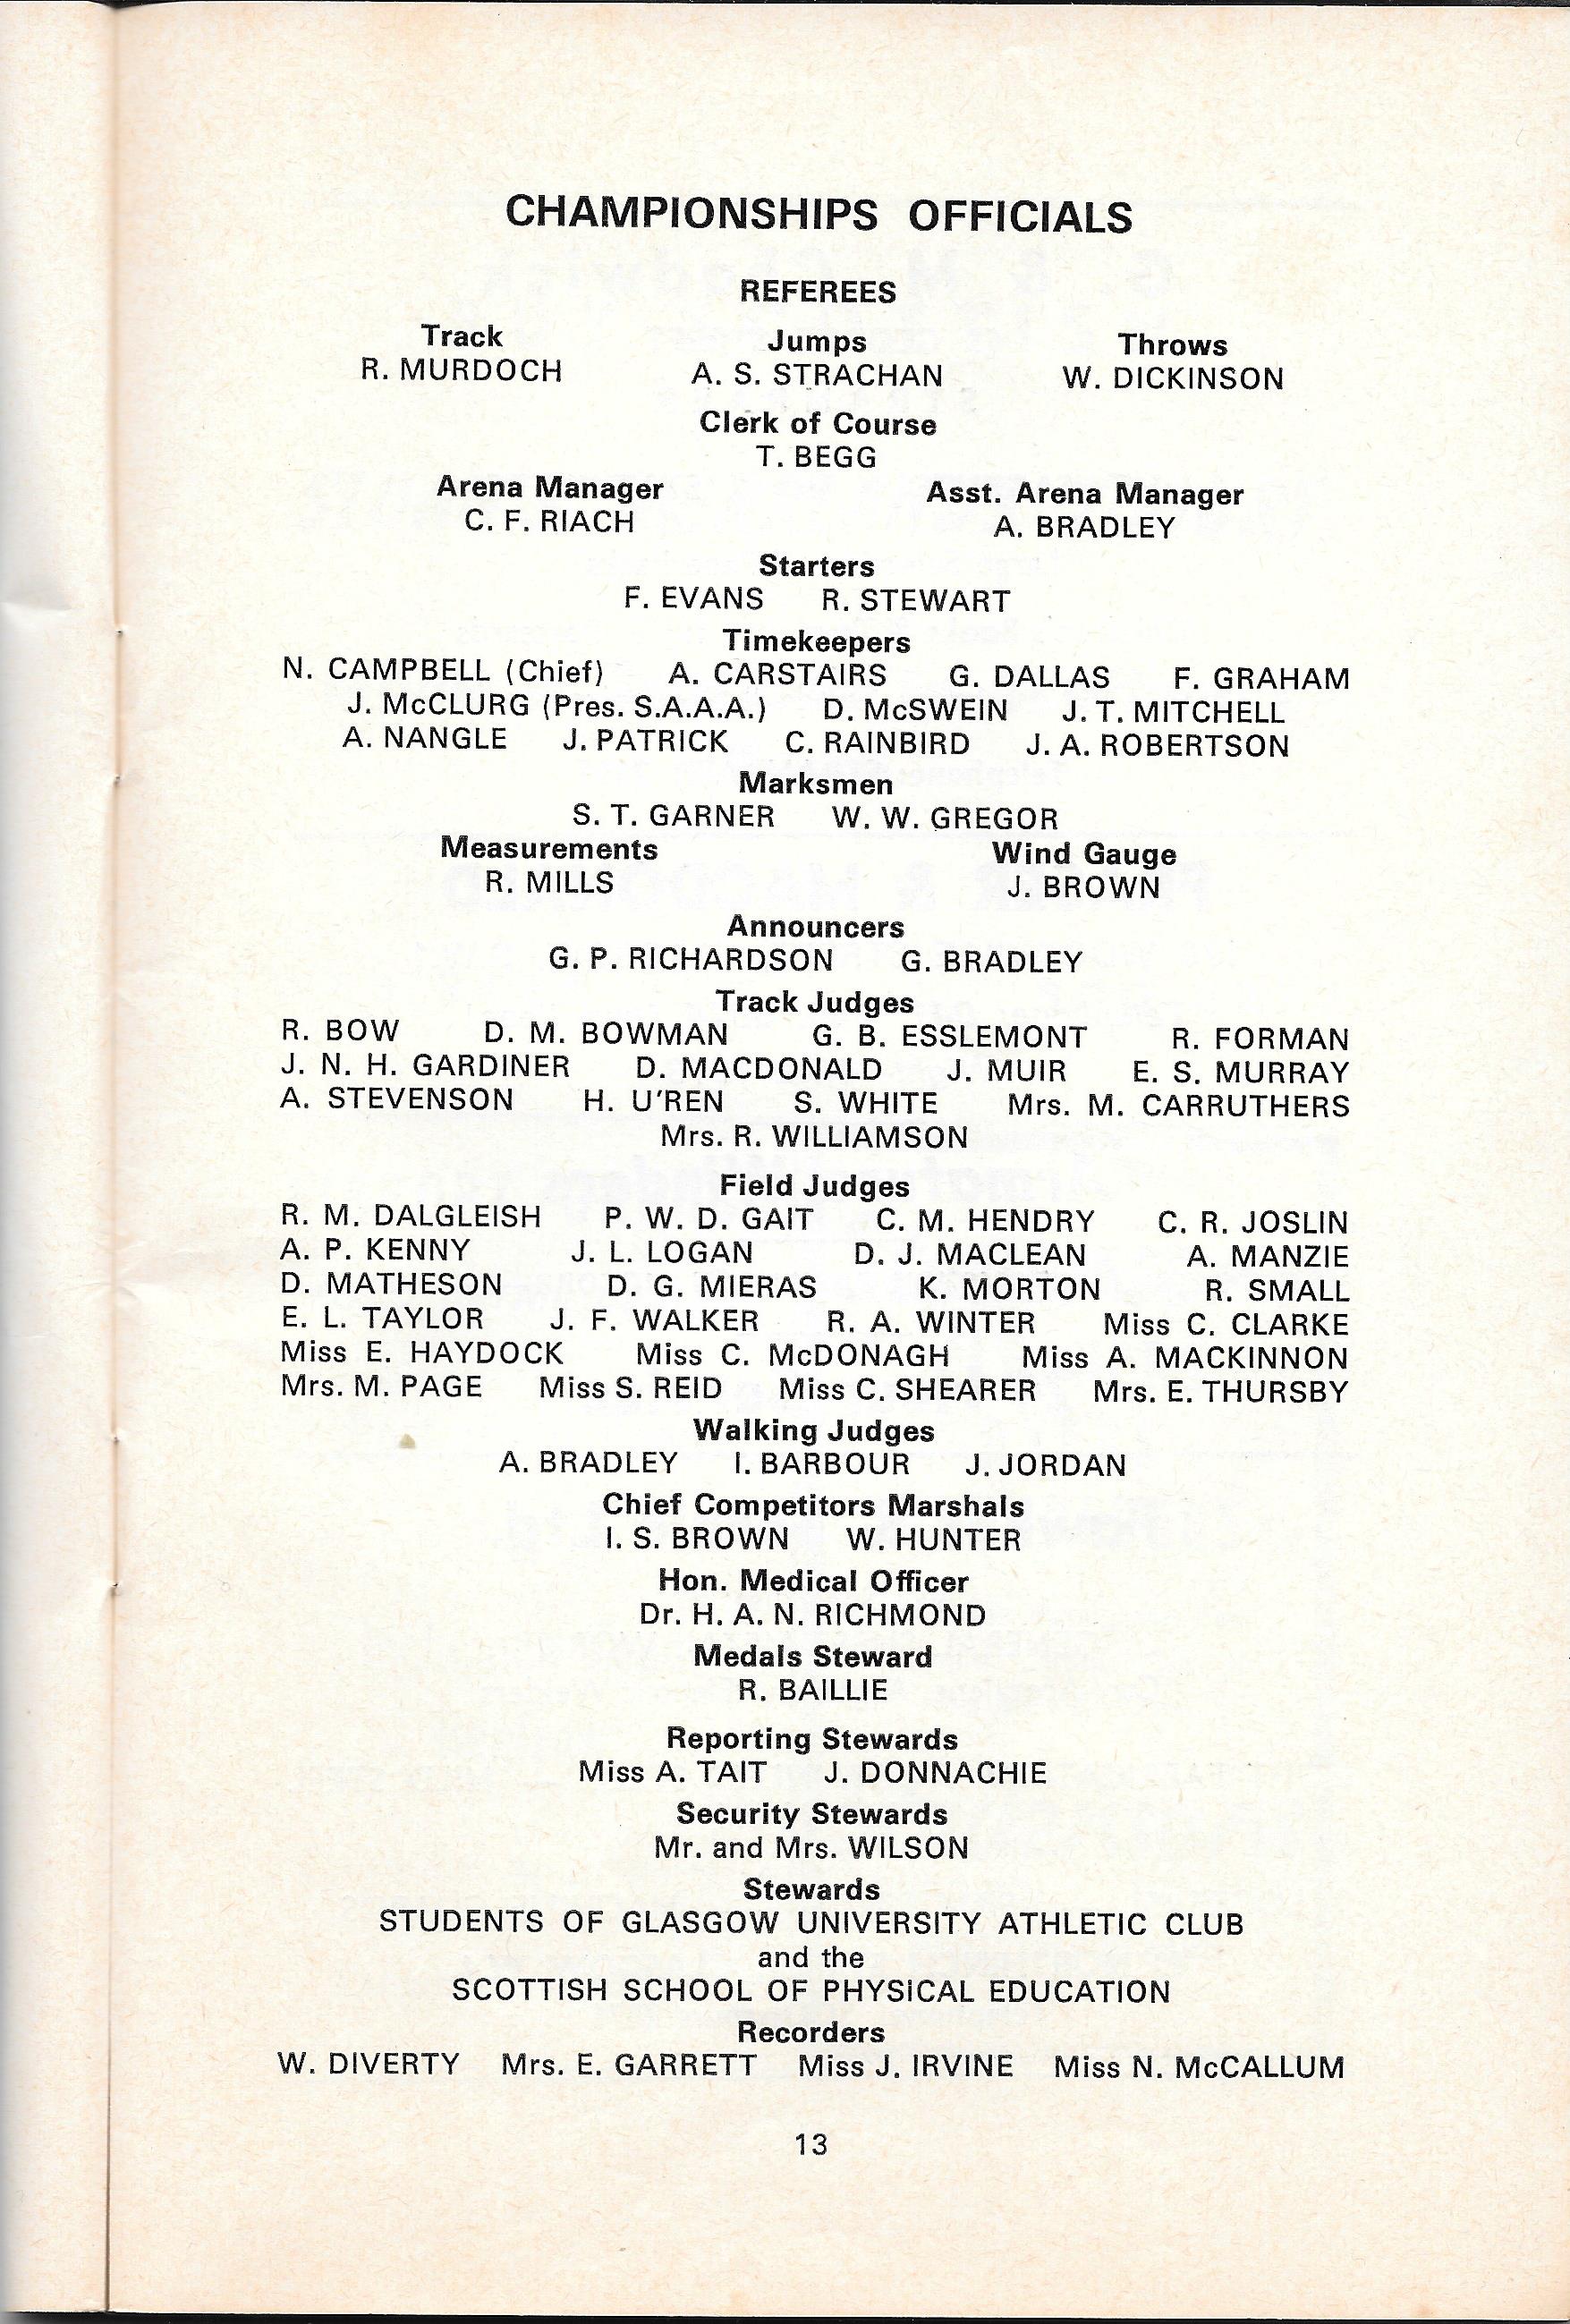 CHAMPIONSHIPS OFFICIALS
REFEREES
Track Jumps Throws
R. MURDOCH A. S. STRACHAN W. DICKINSON
Clerk of Course
T. BEGG
Arena Manager Asst. Arena Manager
C. F. RIACH A. BRADLEY
Starters
F. EVANS R. STEWART
Timekeepers
N. CAMPBELL (Chief) A. CARSTAIRS G. DALLAS F. GRAHAM
J. McCLURG (Pres. S.A.A.A.) D. McSWEIN J. T. MITCHELL
A. NANGLE J. PATRICK C. RAINBIRD J. A. ROBERTSON
Marksmen
S. T. GARNER W. W. GREGOR
Measurements Wind Gauge
R. MILLS J. BROWN
Announcers
G. P. RICHARDSON G. BRADLEY
Track Judges
R. BOW D. M. BOWMAN G. B. ESSLEMONT R. FORMAN
J. N. H. GARDINER D. MACDONALD J. MUIR E. S. MURRAY
A. STEVENSON H. U'REN S. WHITE Mrs. M. CARRUTHERS
Mrs. R. WILLIAMSON
Field Judges
R. M. DALGLEISH P. W. D. GAIT C. M. HENDRY C. R. JOSLIN
A. P. KENNY J. L. LOGAN D. J. MACLEAN A. MANZIE
D. MATHESON D. G. MIERAS K. MORTON R. SMALL
E. L. TAYLOR J. F. WALKER R. A. WINTER Miss C. CLARKE
Miss E. HAYDOCK Miss C. McDONAGH Miss A. MACKINNON
Mrs. M. PAGE Miss S. REID Miss C. SHEARER Mrs. E. THURSBY
Walking Judges
A. BRADLEY I. BARBOUR J. JORDAN
Chief Competitors Marshals
I. S. BROWN W. HUNTER
Hon. Medical Officer
Dr. H. A. N. RICHMOND
Medals Steward
R. BAILLIE
Reporting Stewards
Miss A. TAIT J. DONNACHIE
Security Stewards
Mr. and Mrs. WILSON
Stewards
STUDENTS OF GLASGOW UNIVERSITY ATHLETIC CLUB
and the
SCOTTISH SCHOOL OF PHYSICAL EDUCATION
Recorders
W. DIVERTY Mrs. E. GARRETT Miss J. IRVINE Miss N. McCALLUM
13